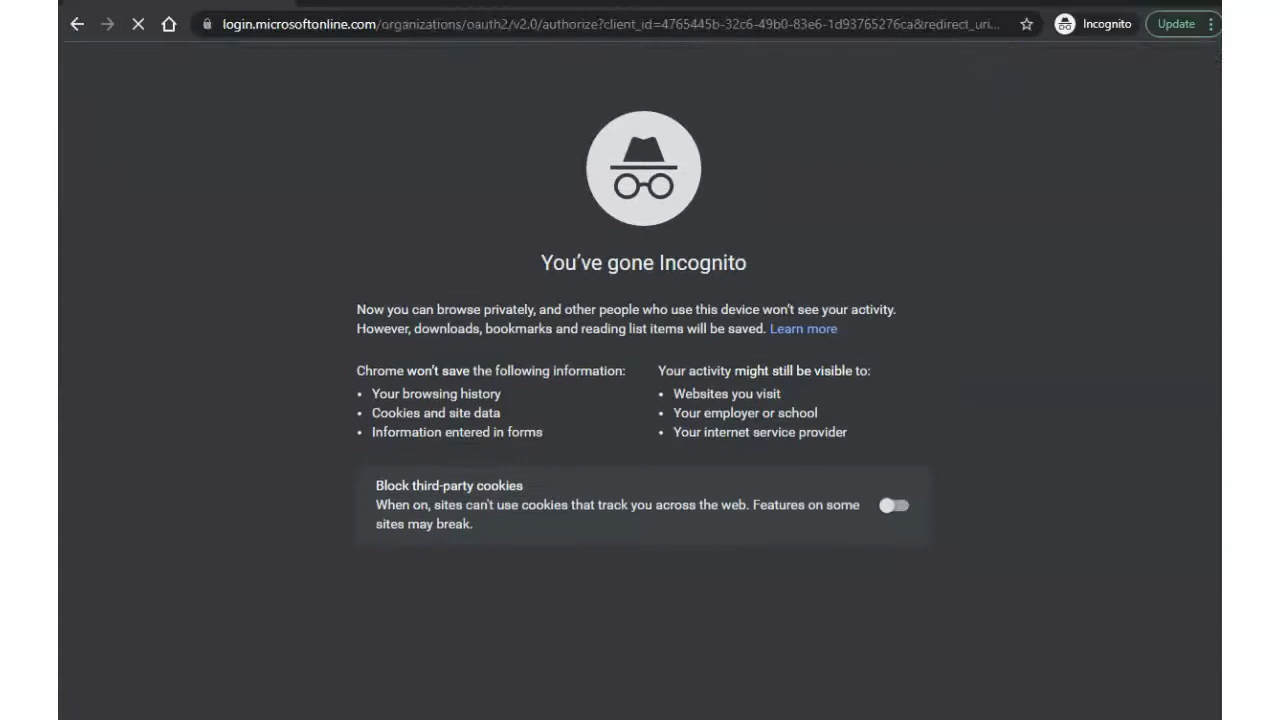 login.microsoftonline.com/organizations/oauth2/v2.0/authorize?client_id=4765445b-32c6-49b0-83e6-1d93765276ca&redirect_uri...
Incognito
Update
You've gone Incognito
Now you can browse privately, and other people who use this device won't see your activity.
However, downloads, bookmarks and reading list items will be saved. Learn more
Chrome won't save the following information:
• Your browsing history
• Cookies and site data
• Information entered in forms
Your activity might still be visible to:
• Websites you visit
• Your employer or school
• Your internet service provider
Block third-party cookies
When on, sites can't use cookies that track you across the web. Features on some
sites may break.